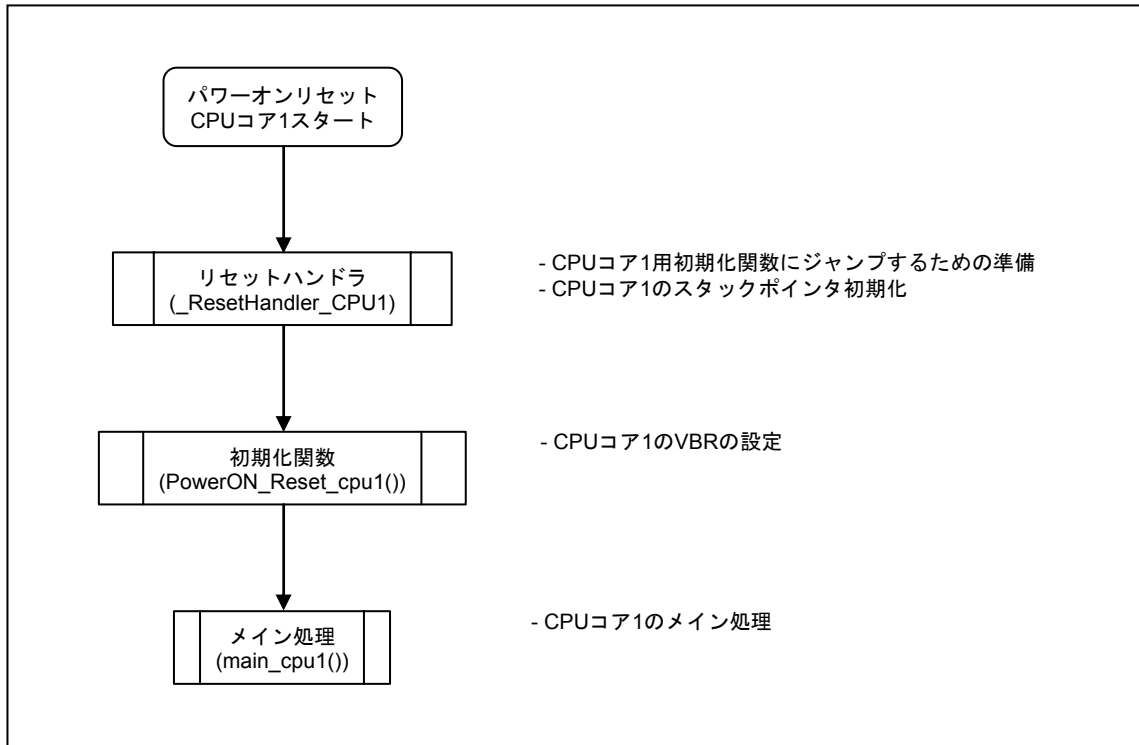 パワーオンリセット
CPUコア1スタート
リセットハンドラ
(_ResetHandler_CPU1)
- CPUコア1用初期化関数にジャンプするための準備
- CPUコア1のスタックポインタ初期化
初期化関数
(PowerON_Reset_cpu1())
- CPUコア1のVBRの設定
メイン処理
(main_cpu1())
- CPUコア1のメイン処理